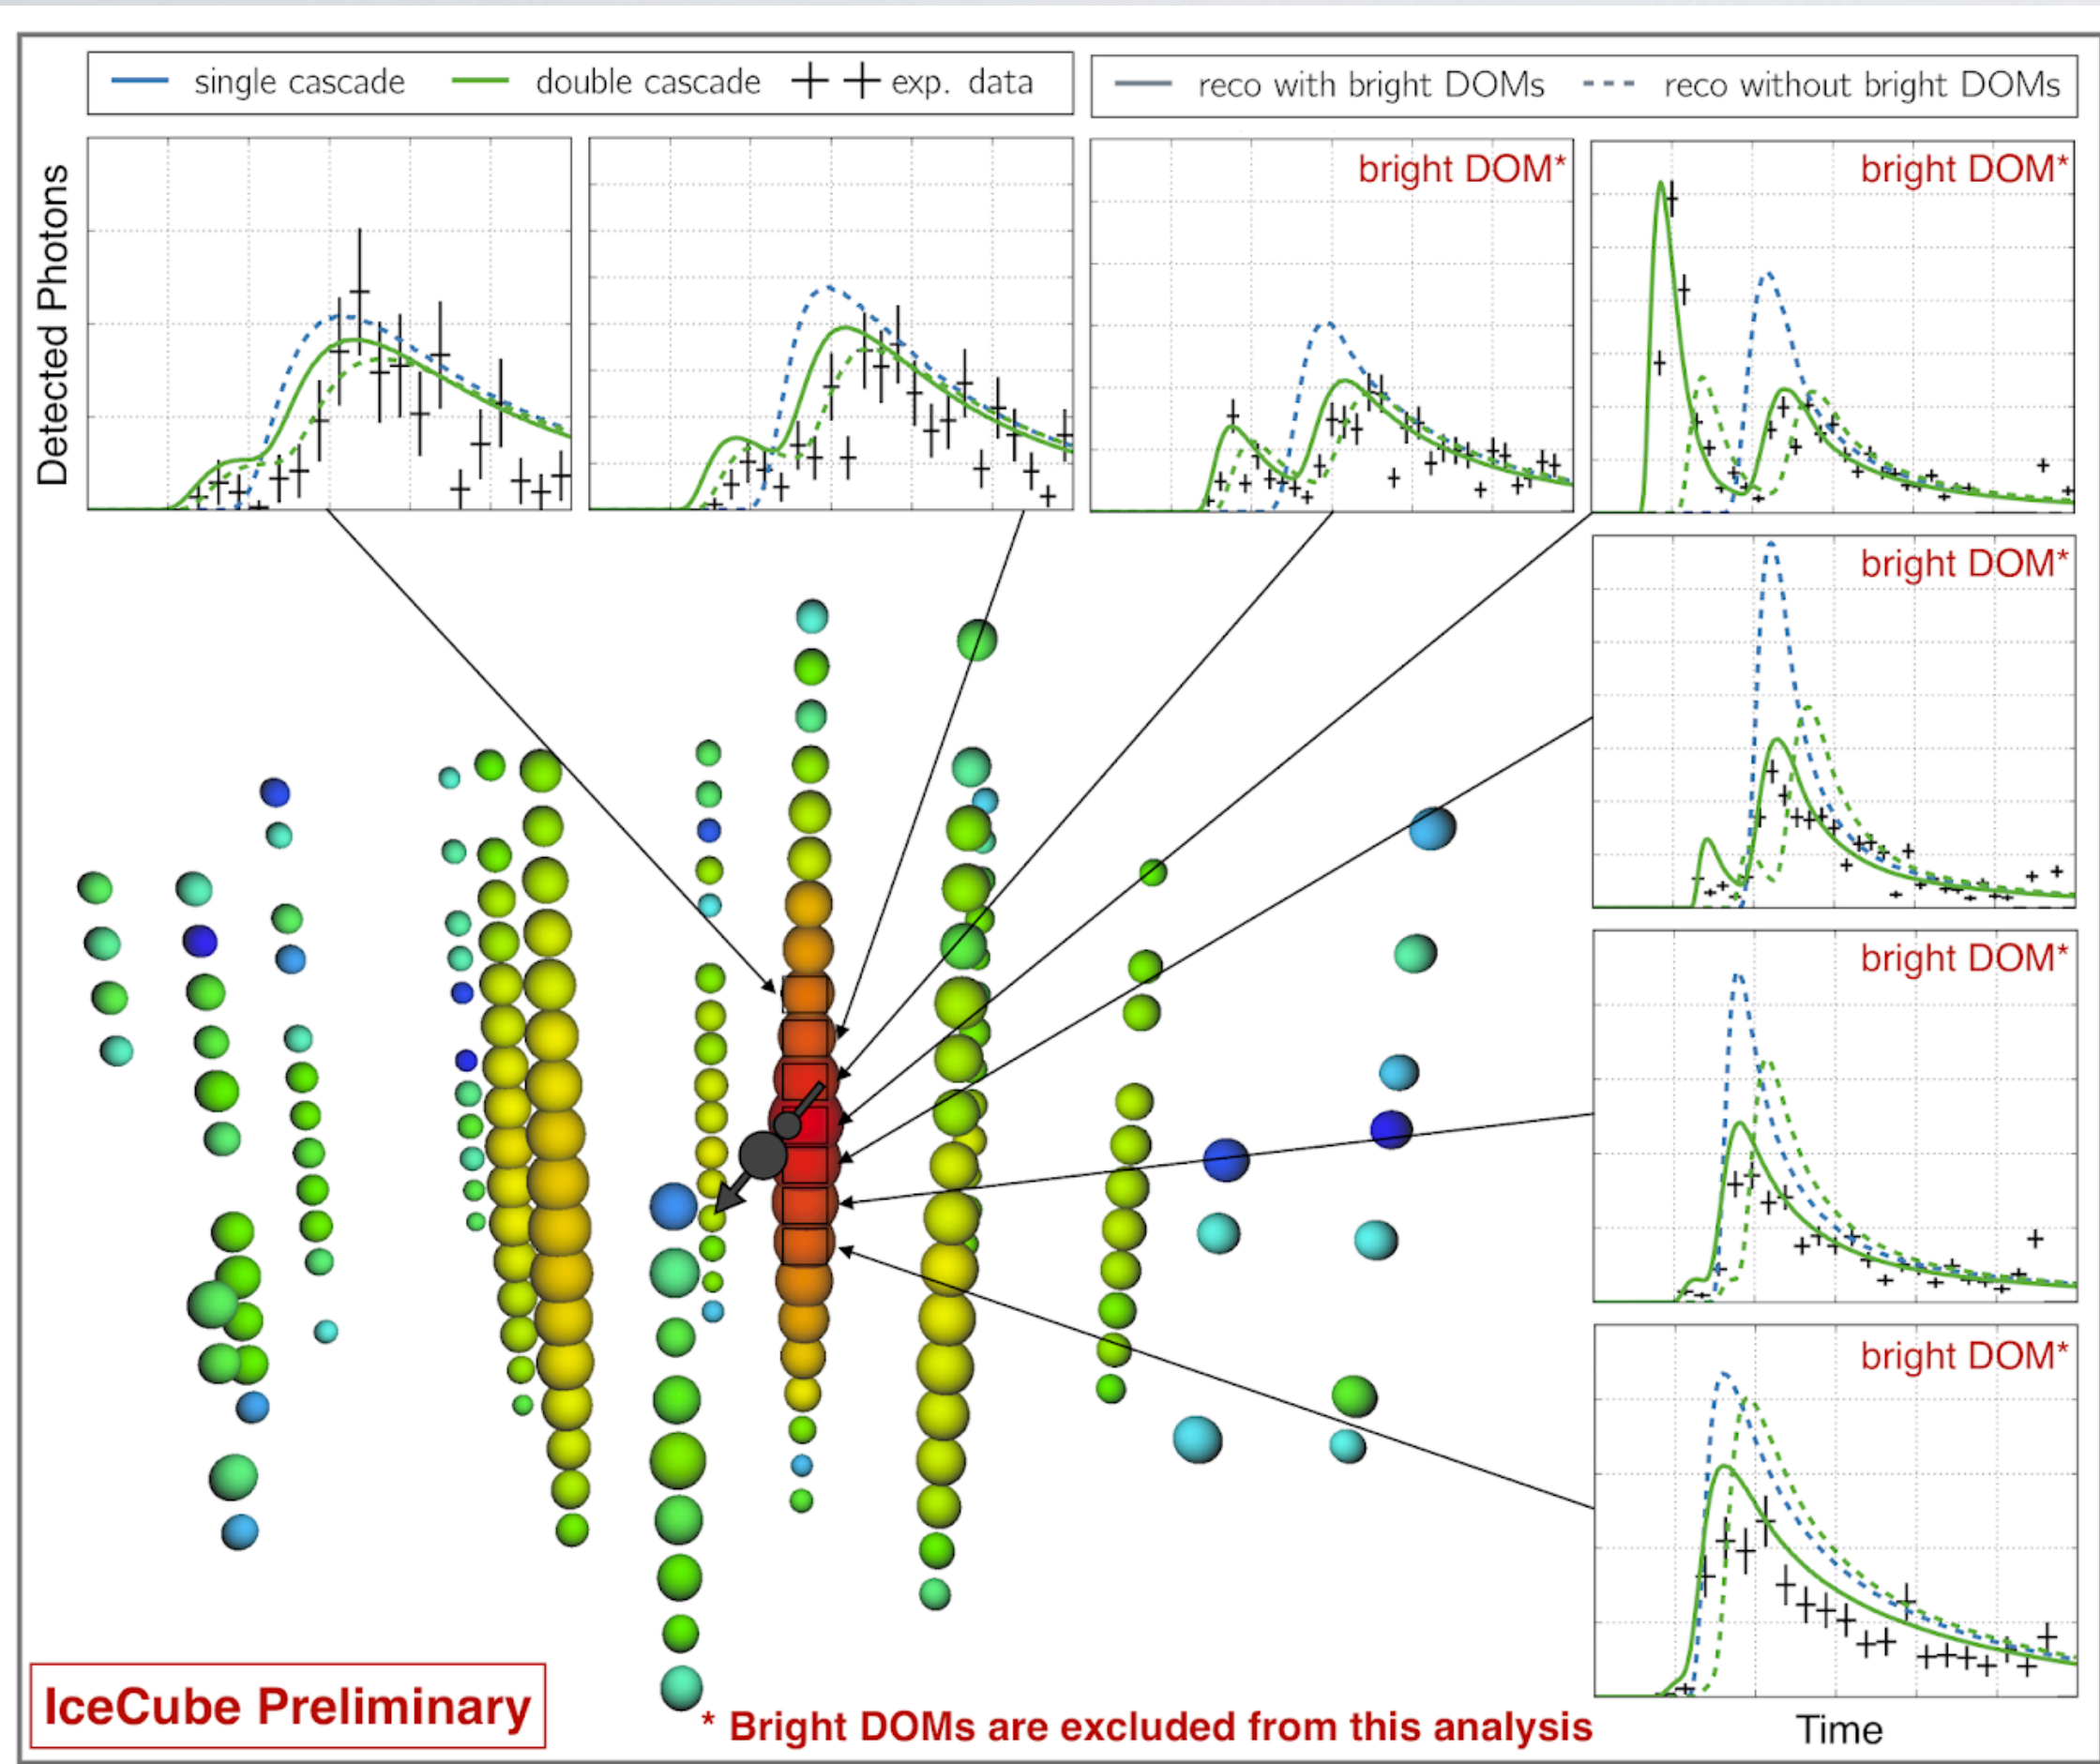 single cascade double cascade exp. data
reco with bright DOMs reco without bright DOMs
Detected Photons
bright DOM*
bright DOM*
bright DOM*
bright DOM*
bright DOM*
IceCube Preliminary
* Bright DOMs are excluded from this analysis
Time